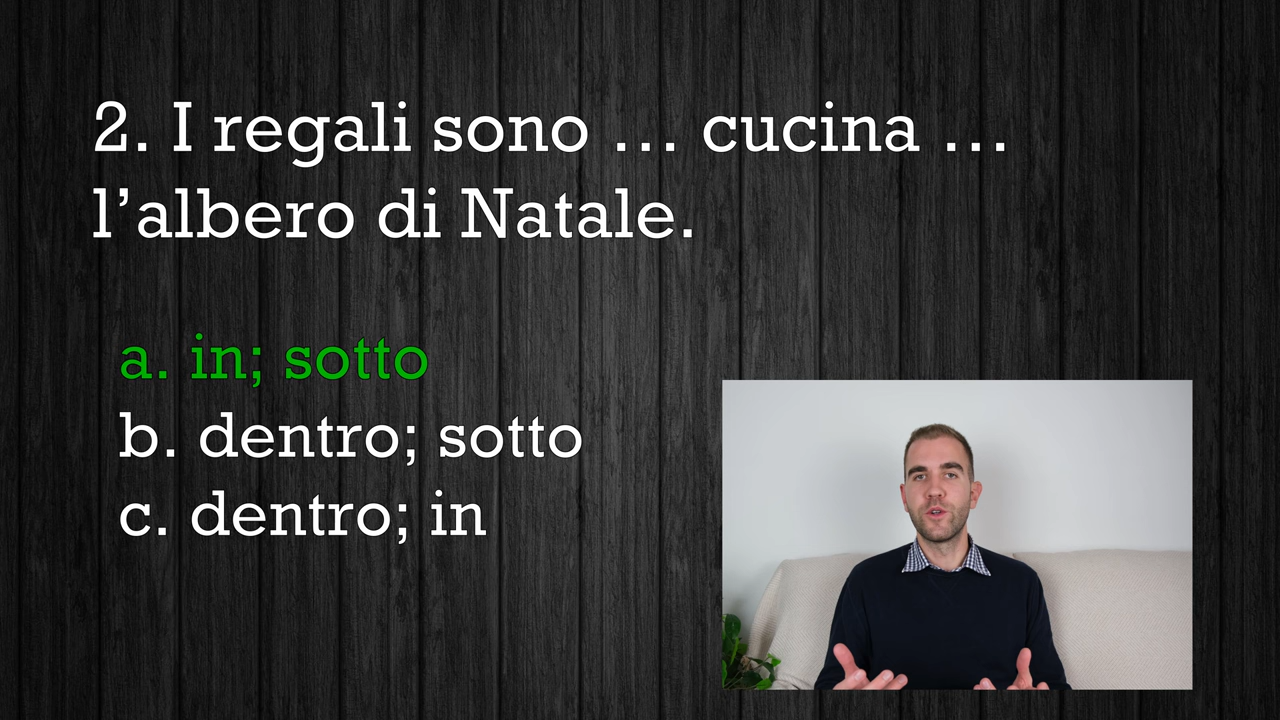 2. I regali sono … cucina …
l’albero di Natale.
a. in; sotto
b. dentro; sotto
c. dentro; in